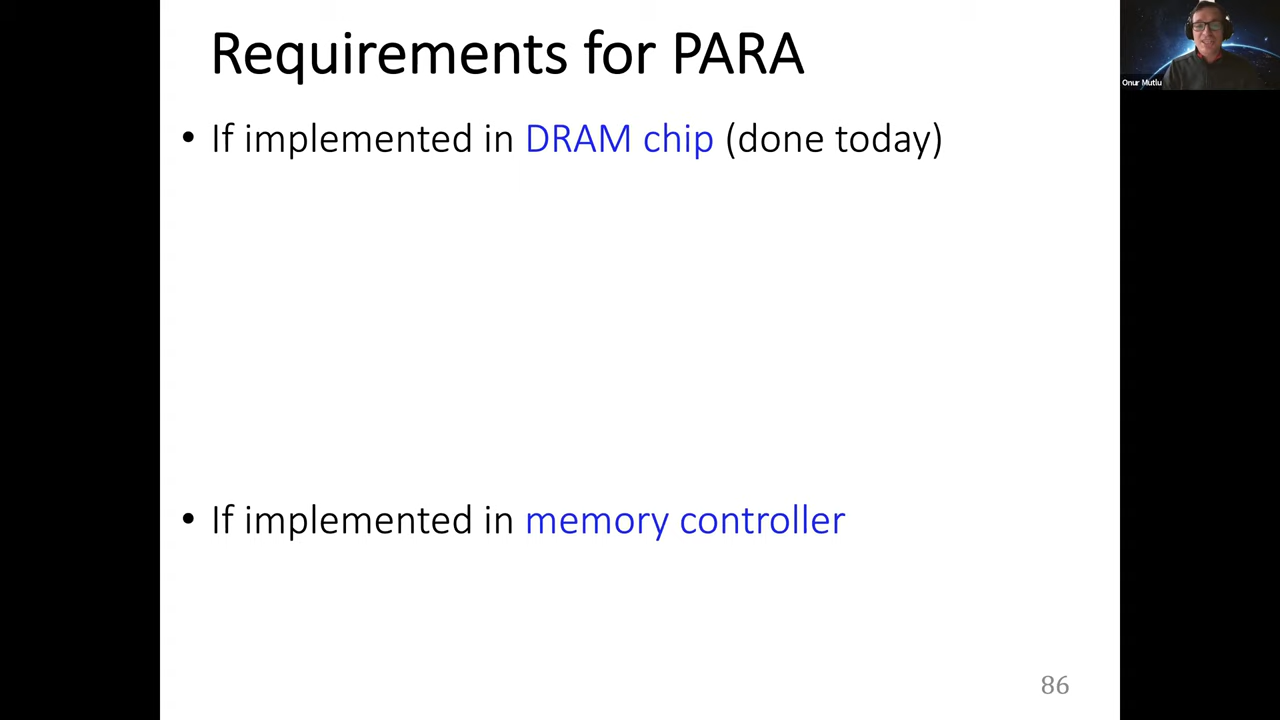 Requirements for PARA
• If implemented in DRAM chip (done today)
• If implemented in memory controller
86
Onur Mutlu